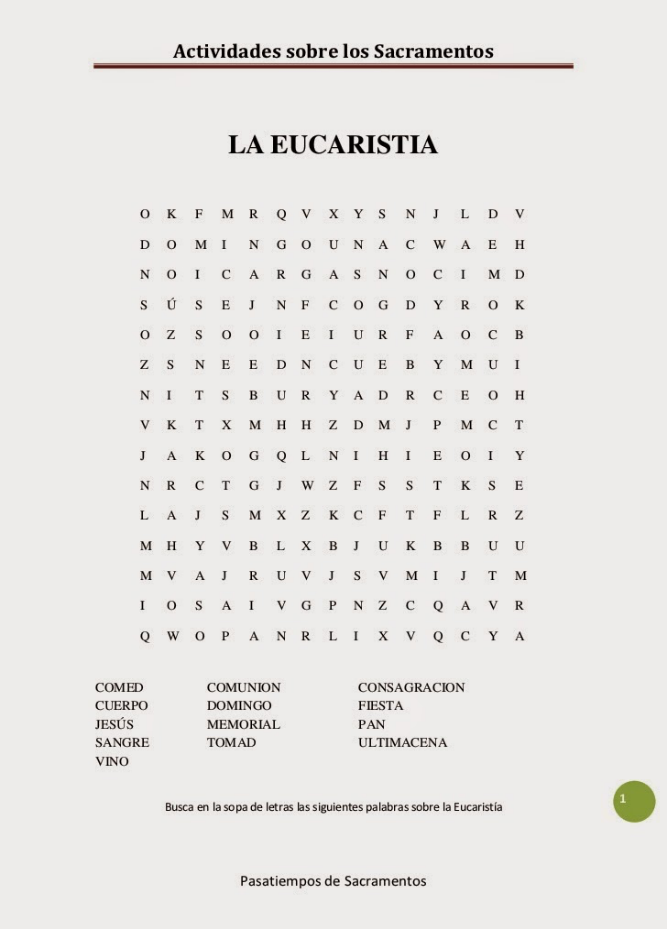 Actividades sobre los Sacramentos
LA EUCARISTIA
O K F M R Q V X Y S N J L D V
D O M I N G O U N A C W A E H
N O I C A R G A S N O C I M D
S Ú S E J N F C O G D Y R O K
O Z S O O I E I U R F A O C B
Z S N E E D N C U E B Y M U I
N I T S B U R Y A D R C E O H
V K T X M H H Z D M J P M C T
J A K O G Q L N I H I E O I Y
N R C T G J W Z F S S T K S E
L A J S M X Z K C F T F L R Z
M H Y V B L X B J U K B B U U
M V A J R U V J S V M I J T M
I O S A I V G P N Z C Q A V R
Q W O P A N R L I X V Q C Y A
COMED COMUNION CONSAGRACION
CUERPO DOMINGO FIESTA
JESÚS MEMORIAL PAN
SANGRE TOMAD ULTIMACENA
VINO
1
Busca en la sopa de letras las siguientes palabras sobre la Eucaristía
Pasatiempos de Sacramentos